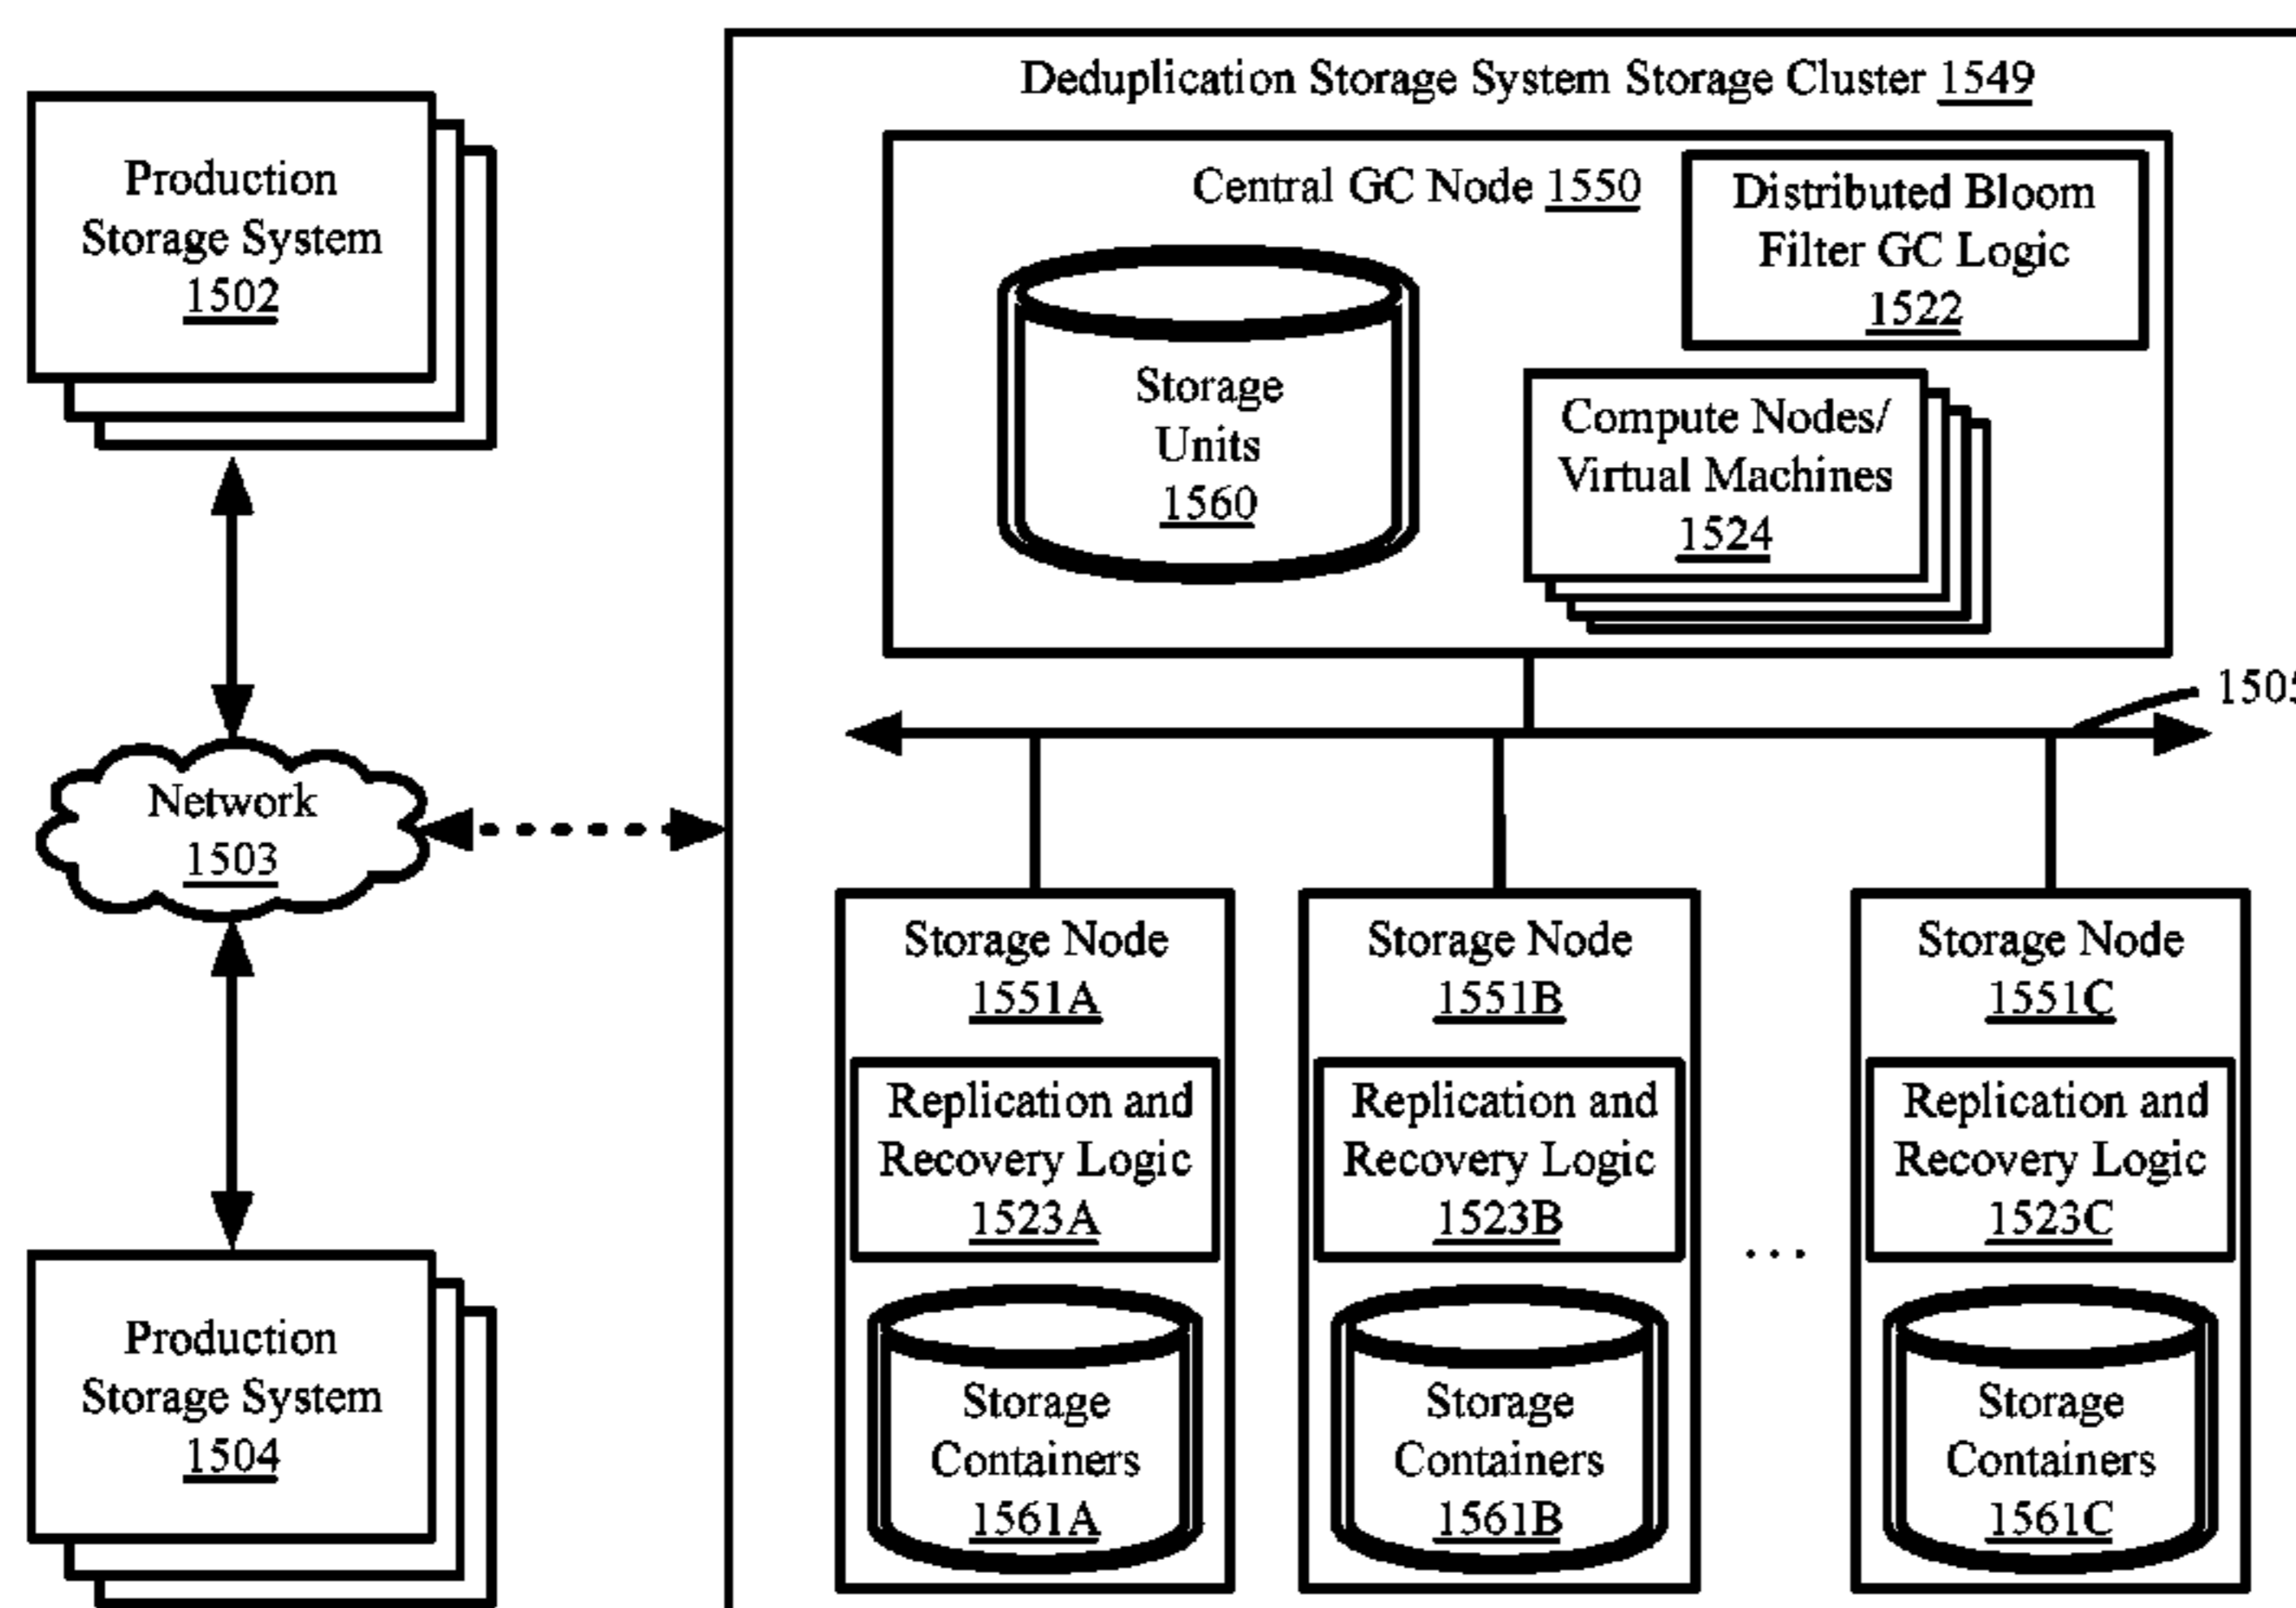 Deduplication Storage System Storage Cluster 1549
Production
Storage System
1502
Central GC Node 1550
Distributed Bloom
Filter GC Logic
1522
Storage
Units
1560
Compute Nodes/
Virtual Machines
1524
1505
Network
1503
Storage Node
1551A
Replication and
Recovery Logic
1523A
Storage
Containers
1561A
Storage Node
1551B
Replication and
Recovery Logic
1523B
Storage
Containers
1561B
...
Storage Node
1551C
Replication and
Recovery Logic
1523C
Storage
Containers
1561C
Production
Storage System
1504